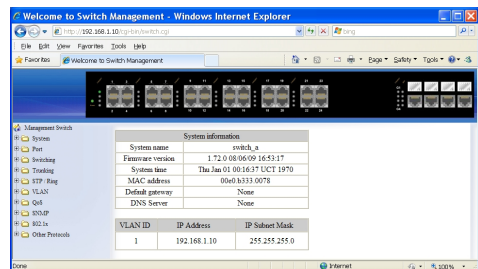 Welcome to Switch Management - Windows Internet Explorer
http://192.168.1.10/cgi-bin/switch.cgi
bing
File Edit View Favorites Tools Help
Favorites Welcome to Switch Management
Page Safety Tools
Management Switch
System
Port
Switching
Trunking
STP / Ring
VLAN
QoS
SNMP
802.1x
Other Protocols
System information
System name switch_a
Firmware version 1.72.0 08/06/09 16:53:17
System time Thu Jan 01 00:16:37 UCT 1970
MAC address 00e0.b333.0078
Default gateway None
DNS Server None
VLAN ID IP Address IP Subnet Mask
1 192.168.1.10 255.255.255.0
Done Internet 100%